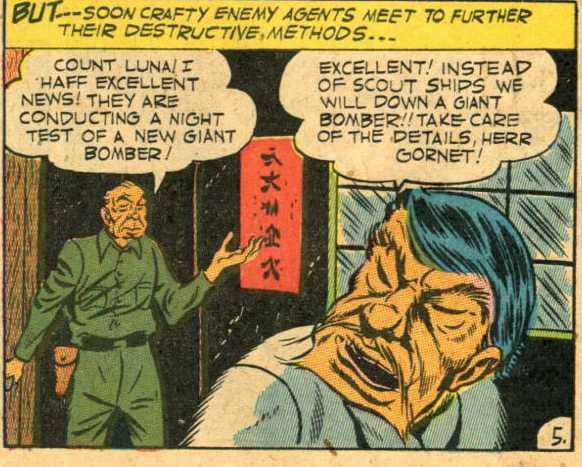 BUT---SOON CRAFTY ENEMY AGENTS MEET TO FURTHER
THEIR DESTRUCTIVE, METHODS...
COUNT LUNA! I
HAFF EXCELLENT
NEWS! THEY ARE
CONDUCTING A NIGHT
TEST OF A NEW GIANT
BOMBER!
EXCELLENT! INSTEAD
OF SCOUT SHIPS WE
WILL DOWN A GIANT
BOMBER!! TAKE CARE
OF THE DETAILS, HERR
GORNET!
5.